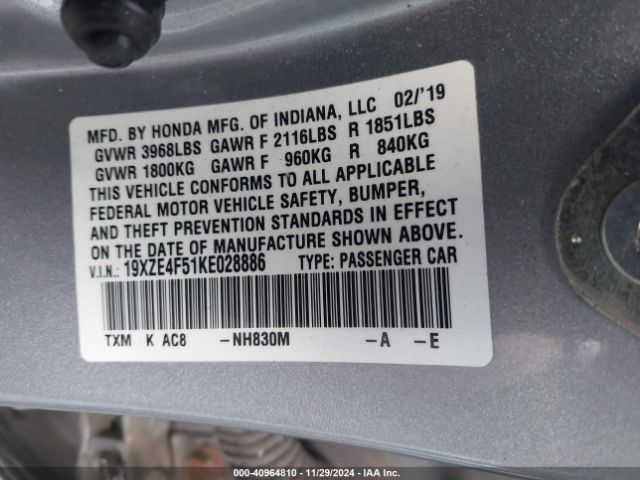 MFD. BY HONDA MFG. OF INDIANA, LLC 02/'19
GVWR 3968LBS GAWR F 2116LBS R 1851LBS
GVWR 1800KG GAWR F 960KG R 840KG
THIS VEHICLE CONFORMS TO ALL APPLICABLE
FEDERAL MOTOR VEHICLE SAFETY, BUMPER,
AND THEFT PREVENTION STANDARDS IN EFFECT
ON THE DATE OF MANUFACTURE SHOWN ABOVE.
V.I.N.: 19XZE4F51KE028886 TYPE: PASSENGER CAR
TXM K AC8 -NH830M -A -E
000-40964810 - 11/29/2024 - IAA Inc.